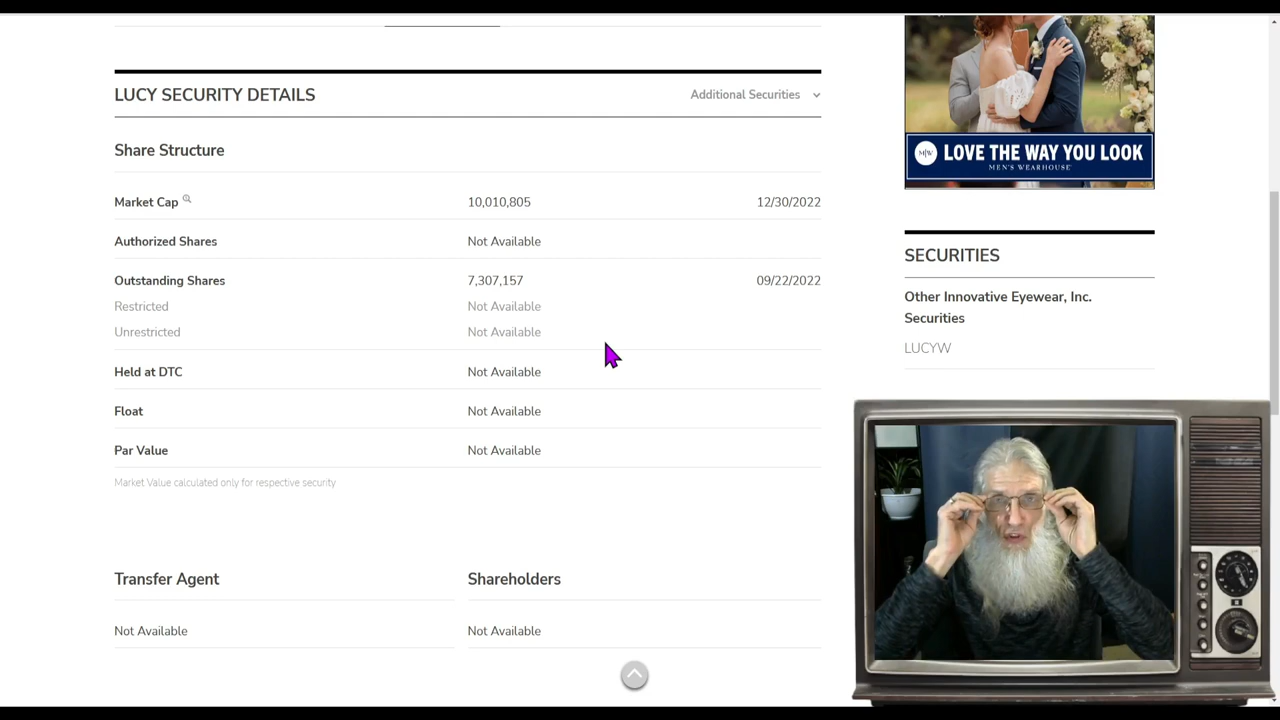 LUCY SECURITY DETAILS
Additional Securities
Share Structure
Market Cap 10,010,805 12/30/2022
Authorized Shares Not Available
Outstanding Shares 7,307,157 09/22/2022
Restricted Not Available
Unrestricted Not Available
Held at DTC Not Available
Float Not Available
Par Value Not Available
Market Value calculated only for respective security
Transfer Agent
Not Available
Shareholders
Not Available
M W
LOVE THE WAY YOU LOOK
MEN'S WEARHOUSE
SECURITIES
Other Innovative Eyewear, Inc.
Securities
LUCYW